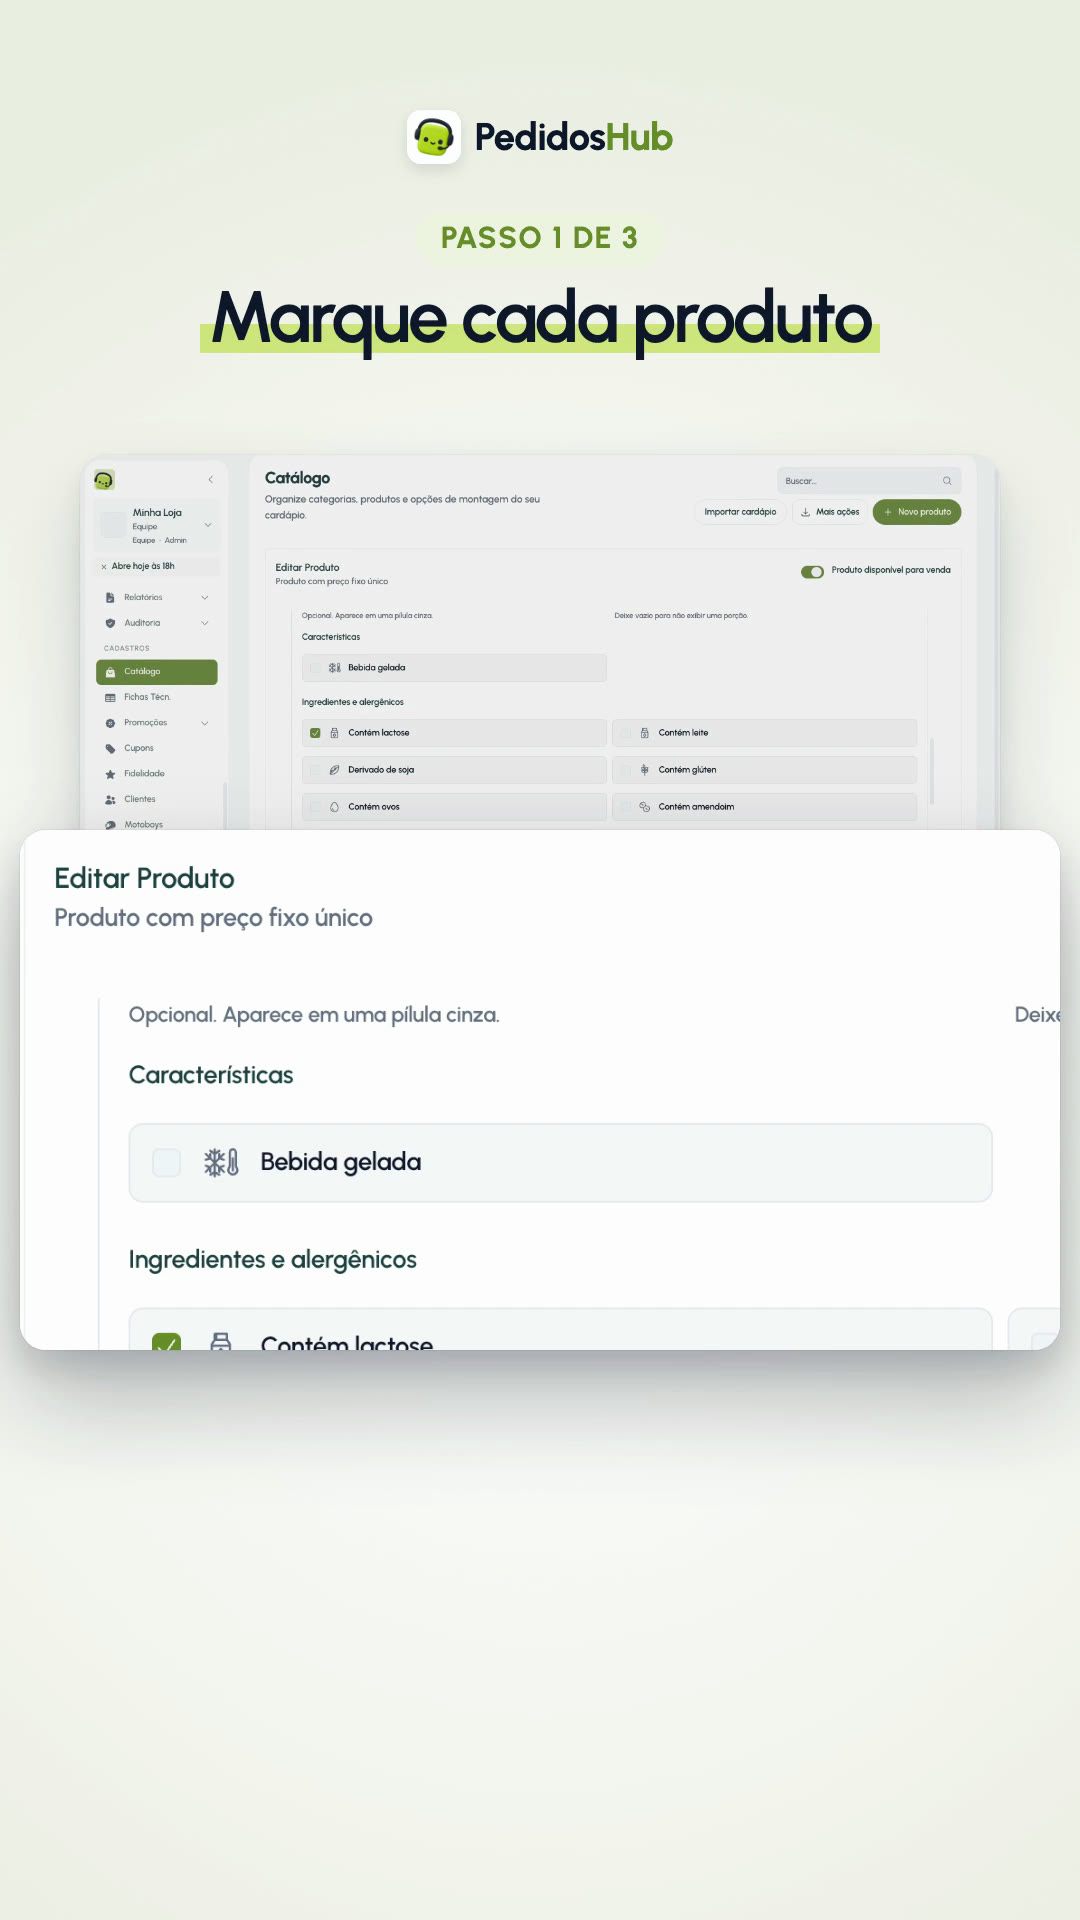 PedidosHub
PASSO 1 DE 3
Marque cada produto
Catálogo
Organize categorias, produtos e opções de montagem do seu
cardápio.
Buscar...
Importar cardápio
Mais ações
Novo produto
Minha Loja
Equipe
Equipe · Admin
Abre hoje às 18h
Relatórios
Auditoria
CADASTROS
Catálogo
Fichas Técn.
Promoções
Cupons
Fidelidade
Clientes
Motoboys
Editar Produto
Produto com preço fixo único
Produto disponível para venda
Opcional. Aparece em uma pílula cinza.
Deixe vazio para não exibir uma porção.
Características
Bebida gelada
Ingredientes e alergênicos
Contém lactose
Contém leite
Derivado de soja
Contém glúten
Contém ovos
Contém amendoim
Editar Produto
Produto com preço fixo único
Opcional. Aparece em uma pílula cinza.
Deixe
Características
Bebida gelada
Ingredientes e alergênicos
Contém lactose